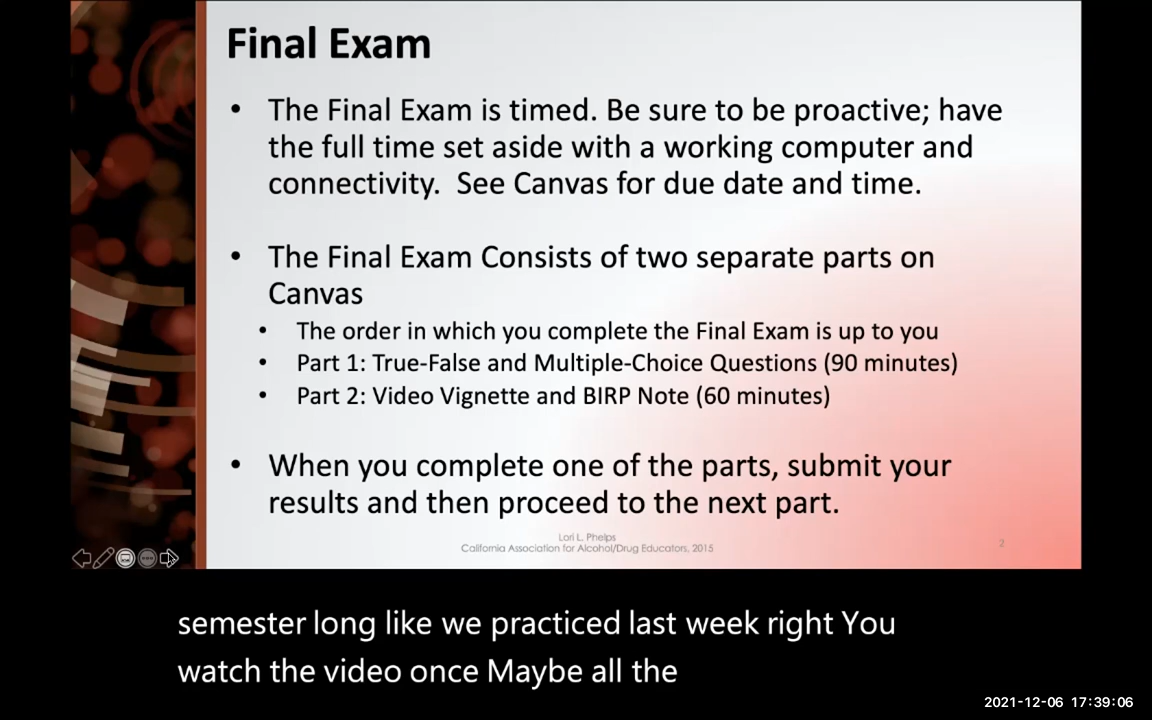 Final Exam
• The Final Exam is timed. Be sure to be proactive; have
the full time set aside with a working computer and
connectivity.  See Canvas for due date and time.
• The Final Exam Consists of two separate parts on
Canvas
• The order in which you complete the Final Exam is up to you
• Part 1: True-False and Multiple-Choice Questions (90 minutes)
• Part 2: Video Vignette and BIRP Note (60 minutes)
• When you complete one of the parts, submit your
results and then proceed to the next part.
Lori L. Phelps
California Association for Alcohol/Drug Educators, 2015
2
semester long like we practiced last week right You
watch the video once Maybe all the
2021-12-06 17:39:06